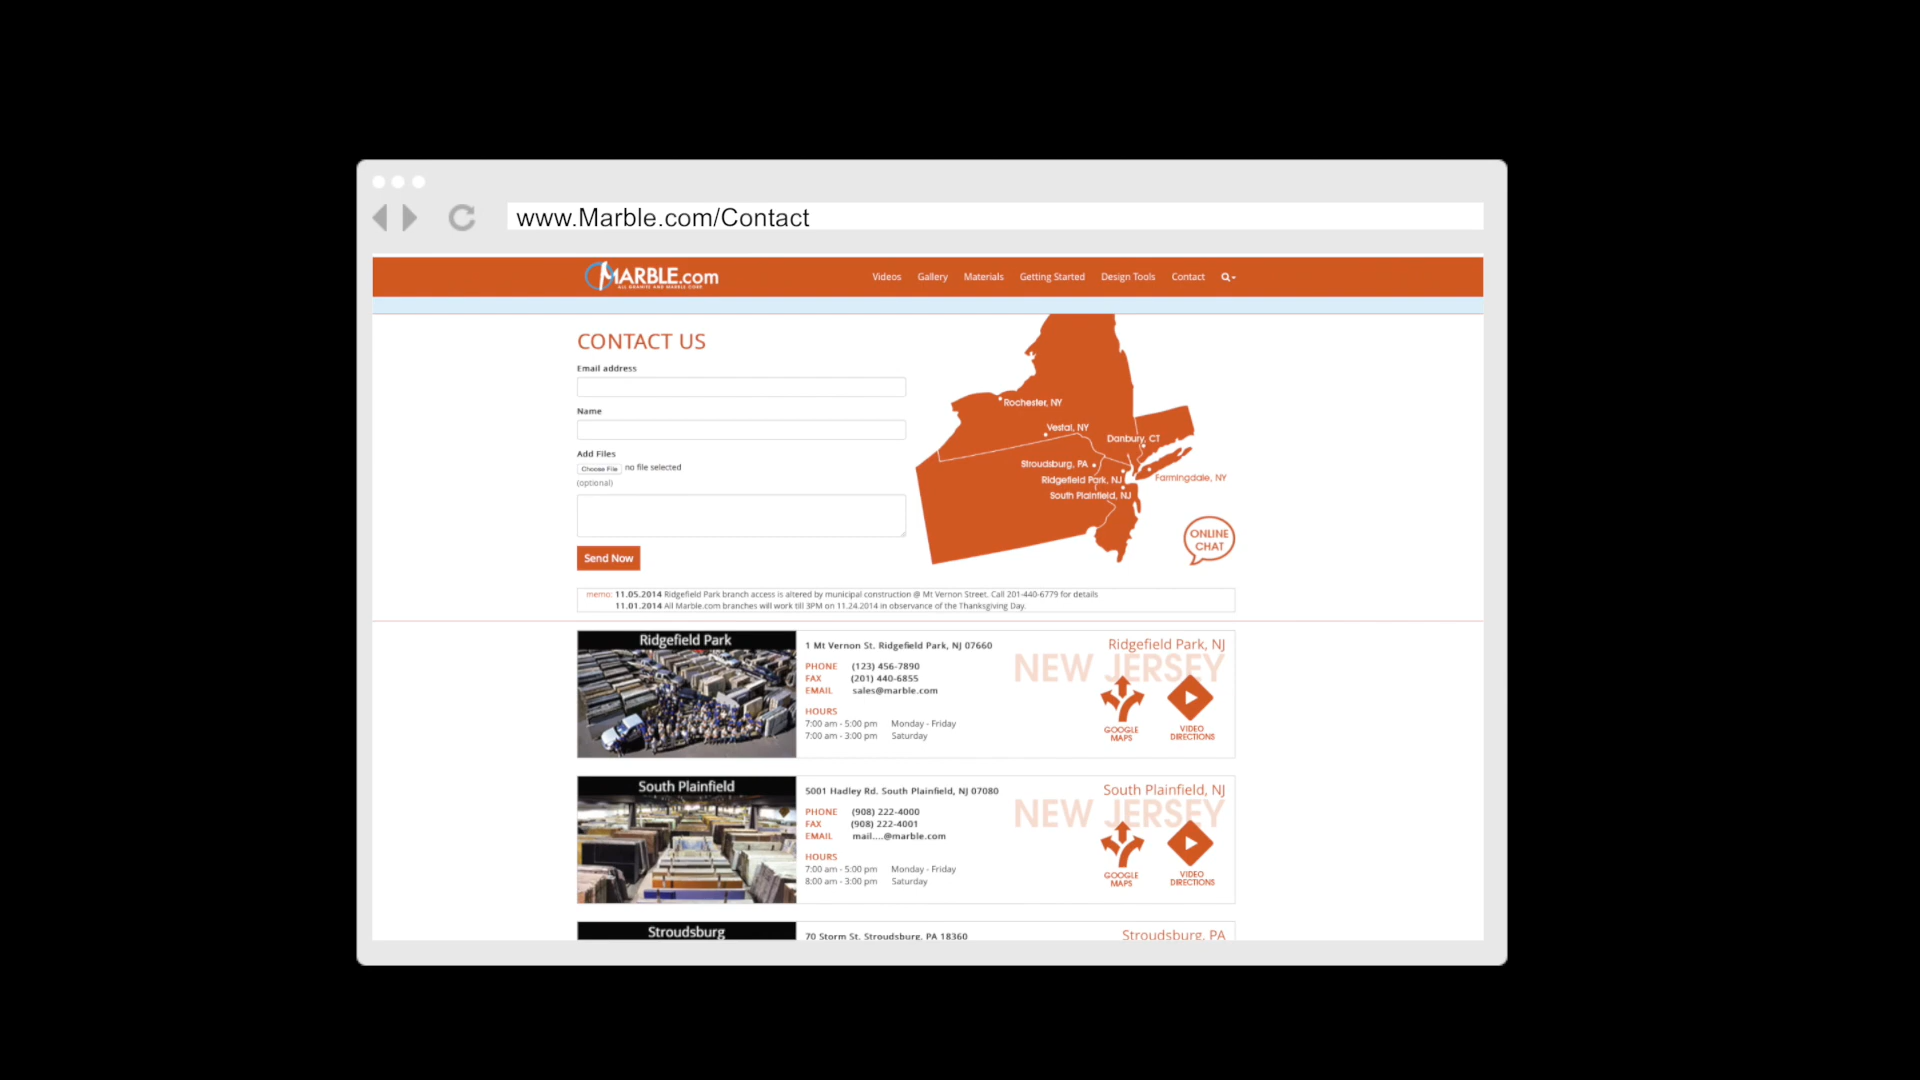 www.Marble.com/Contact
MARBLE.com
ALL GRANITE AND MARBLE CORP.
Videos Gallery Materials Getting Started Design Tools Contact
CONTACT US
Email address
Name
Add Files
Choose File no file selected
(optional)
Send Now
Rochester, NY
Vestal, NY
Danbury, CT
Stroudsburg, PA
Farmingdale, NY
Ridgefield Park, NJ
South Plainfield, NJ
ONLINE
CHAT
memo: 11.05.2014 Ridgefield Park branch access is altered by municipal construction @ Mt Vernon Street. Call 201-440-6779 for details
11.01.2014 All Marble.com branches will work till 3PM on 11.24.2014 in observance of the Thanksgiving Day.
Ridgefield Park
1 Mt Vernon St. Ridgefield Park, NJ 07660
PHONE (123) 456-7890
FAX (201) 440-6855
EMAIL sales@marble.com
HOURS
7:00 am - 5:00 pm Monday - Friday
7:00 am - 3:00 pm Saturday
Ridgefield Park, NJ
NEW JERSEY
GOOGLE
MAPS
VIDEO
DIRECTIONS
South Plainfield
5001 Hadley Rd. South Plainfield, NJ 07080
PHONE (908) 222-4000
FAX (908) 222-4001
EMAIL mail....@marble.com
HOURS
7:00 am - 5:00 pm Monday - Friday
8:00 am - 3:00 pm Saturday
South Plainfield, NJ
NEW JERSEY
GOOGLE
MAPS
VIDEO
DIRECTIONS
Stroudsburg
70 Storm St. Stroudsburg, PA 18360
Stroudsburg, PA